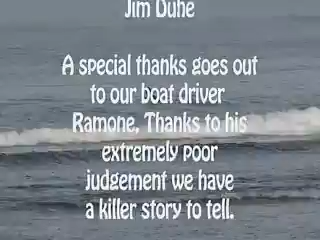 Jim Duhe
A special thanks goes out
to our boat driver
Ramone, Thanks to his
extremely poor
judgement we have
a killer story to tell.